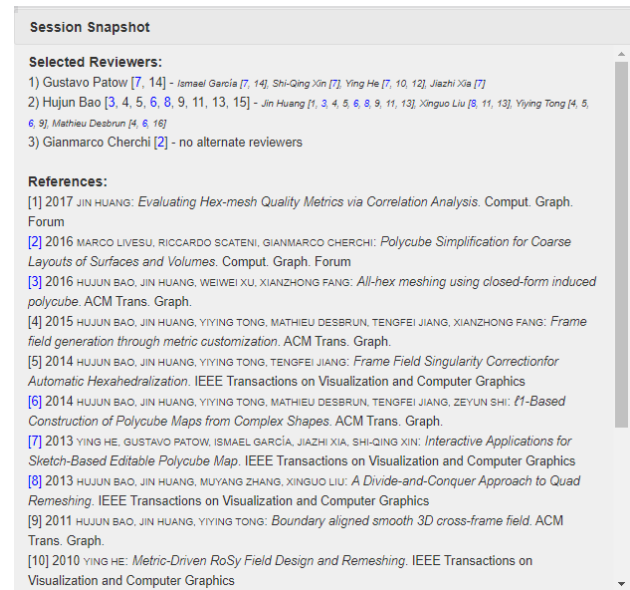 Session Snapshot
Selected Reviewers:
1) Gustavo Patow [7, 14] - Ismael García [7, 14], Shi-Qing Xin [7], Ying He [7, 10, 12], Jiazhi Xia [7]
2) Hujun Bao [3, 4, 5, 6, 8, 9, 11, 13, 15] - Jin Huang [1, 3, 4, 5, 6, 8, 9, 11, 13], Xinguo Liu [8, 11, 13], Yiying Tong [4, 5,
6, 9], Mathieu Desbrun [4, 6, 16]
3) Gianmarco Cherchi [2] - no alternate reviewers
References:
[1] 2017 JIN HUANG: Evaluating Hex-mesh Quality Metrics via Correlation Analysis. Comput. Graph.
Forum
[2] 2016 MARCO LIVESU, RICCARDO SCATENI, GIANMARCO CHERCHI: Polycube Simplification for Coarse
Layouts of Surfaces and Volumes. Comput. Graph. Forum
[3] 2016 HUJUN BAO, JIN HUANG, WEIWEI XU, XIANZHONG FANG: All-hex meshing using closed-form induced
polycube. ACM Trans. Graph.
[4] 2015 HUJUN BAO, JIN HUANG, YIYING TONG, MATHIEU DESBRUN, TENGFEI JIANG, XIANZHONG FANG: Frame
field generation through metric customization. ACM Trans. Graph.
[5] 2014 HUJUN BAO, JIN HUANG, YIYING TONG, TENGFEI JIANG: Frame Field Singularity Correctionfor
Automatic Hexahedralization. IEEE Transactions on Visualization and Computer Graphics
[6] 2014 HUJUN BAO, JIN HUANG, YIYING TONG, MATHIEU DESBRUN, TENGFEI JIANG, ZEYUN SHI: ℓ1-Based
Construction of Polycube Maps from Complex Shapes. ACM Trans. Graph.
[7] 2013 YING HE, GUSTAVO PATOW, ISMAEL GARCÍA, JIAZHI XIA, SHI-QING XIN: Interactive Applications for
Sketch-Based Editable Polycube Map. IEEE Transactions on Visualization and Computer Graphics
[8] 2013 HUJUN BAO, JIN HUANG, MUYANG ZHANG, XINGUO LIU: A Divide-and-Conquer Approach to Quad
Remeshing. IEEE Transactions on Visualization and Computer Graphics
[9] 2011 HUJUN BAO, JIN HUANG, YIYING TONG: Boundary aligned smooth 3D cross-frame field. ACM
Trans. Graph.
[10] 2010 YING HE: Metric-Driven RoSy Field Design and Remeshing. IEEE Transactions on
Visualization and Computer Graphics